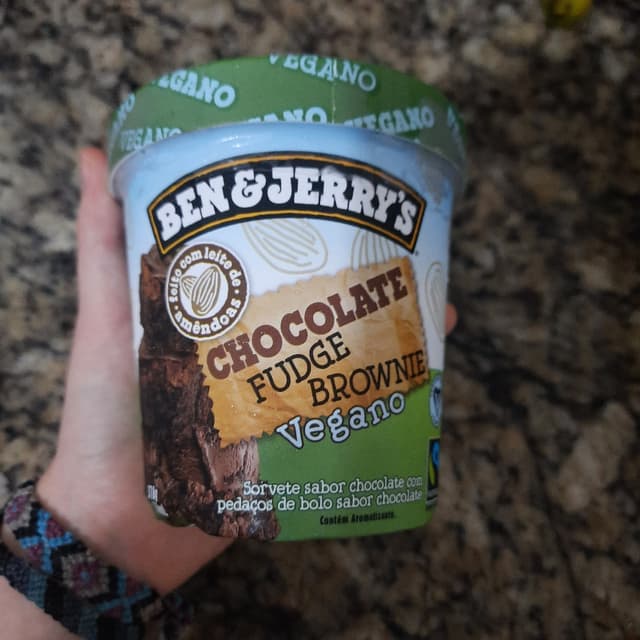 VEGANO
VEGANO
VEGANO
VEGANO
BEN & JERRY'S
feito com leite de
amêndoas
CHOCOLATE
FUDGE
BROWNIE
Vegano
Sorvete sabor chocolate com
pedaços de bolo sabor chocolate
Contém Aromatizante.